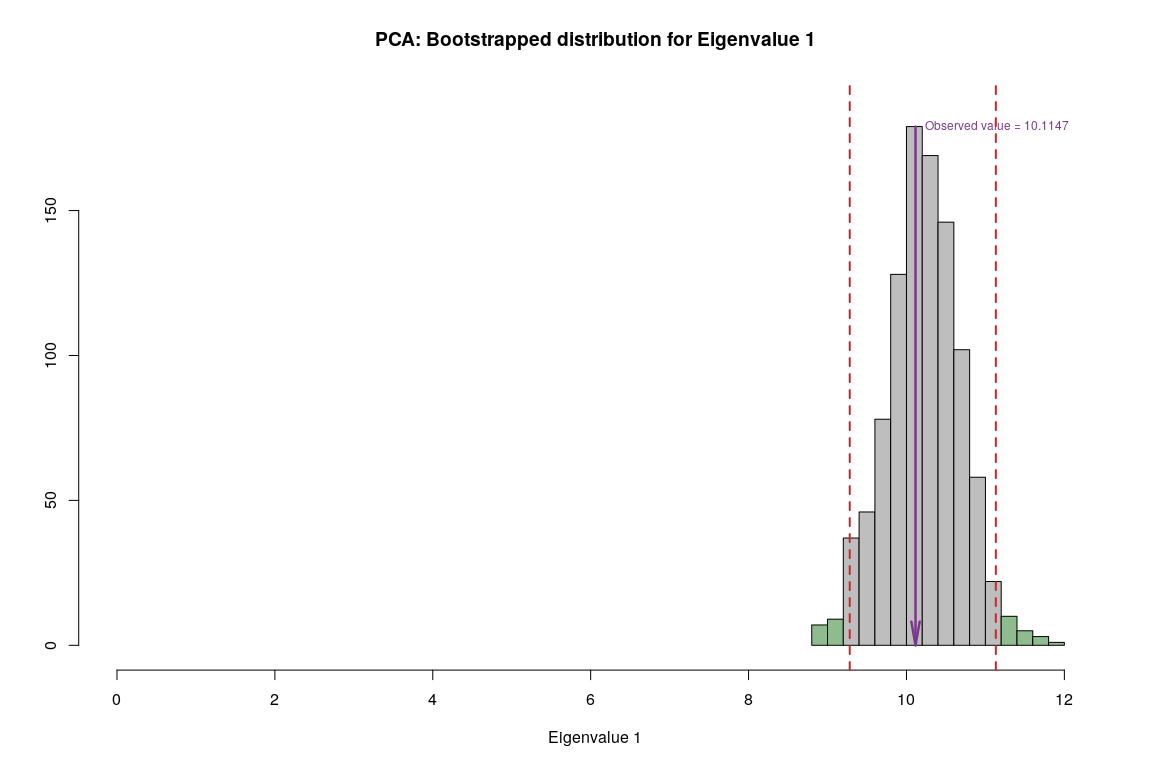 PCA: Bootstrapped distribution for Eigenvalue 1
Observed value = 10.1147
150
100
50
0
0 2 4 6 8 10 12
Eigenvalue 1